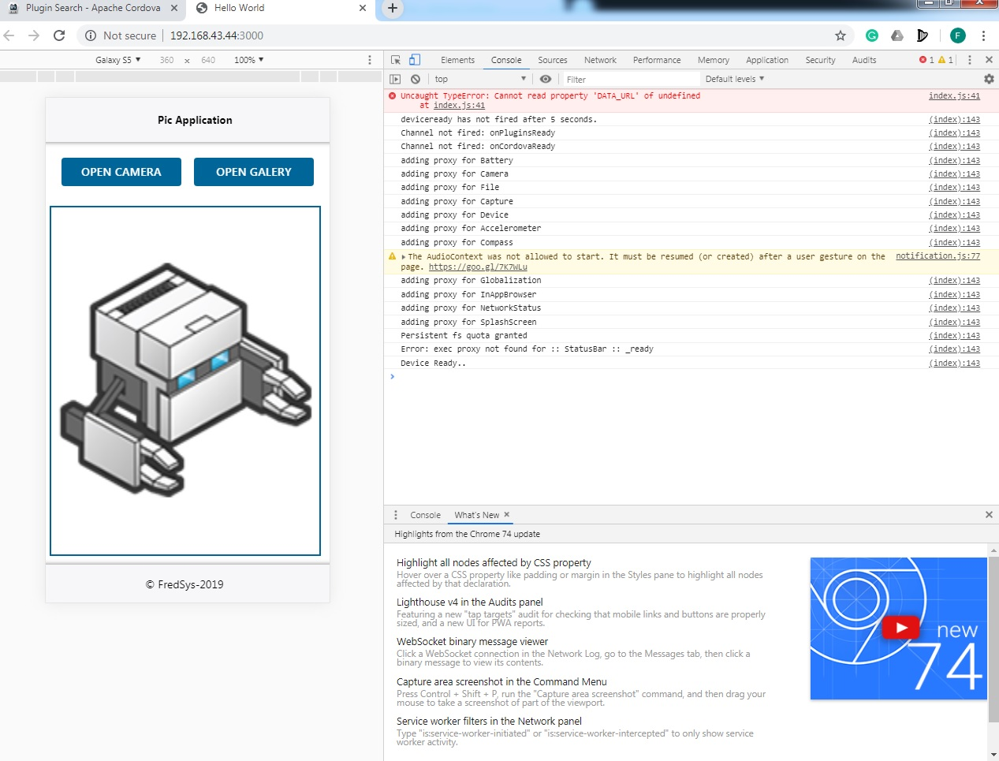 Plugin Search - Apache Cordova
Hello World
Not secure
192.168.43.44:3000
F
Galaxy S5 ▼ 360 × 640 100% ▼
Elements Console Sources Network Performance Memory Application Security Audits 1 1
top Filter Default levels ▼
Pic Application
OPEN CAMERA OPEN GALERY
© FredSys-2019
Uncaught TypeError: Cannot read property 'DATA_URL' of undefined index.js:41
at index.js:41
deviceready has not fired after 5 seconds. (index):143
Channel not fired: onPluginsReady (index):143
Channel not fired: onCordovaReady (index):143
adding proxy for Battery (index):143
adding proxy for Camera (index):143
adding proxy for File (index):143
adding proxy for Capture (index):143
adding proxy for Device (index):143
adding proxy for Accelerometer (index):143
adding proxy for Compass (index):143
The AudioContext was not allowed to start. It must be resumed (or created) after a user gesture on the notification.js:77
page. https://goo.gl/7K7WLu
adding proxy for Globalization (index):143
adding proxy for InAppBrowser (index):143
adding proxy for NetworkStatus (index):143
adding proxy for SplashScreen (index):143
Persistent fs quota granted (index):143
Error: exec proxy not found for :: StatusBar :: _ready (index):143
Device Ready.. (index):143
Console What's New
Highlights from the Chrome 74 update
Highlight all nodes affected by CSS property
Hover over a CSS property like padding or margin in the Styles pane to highlight all nodes
affected by that declaration.
Lighthouse v4 in the Audits panel
Featuring a new "tap targets" audit for checking that mobile links and buttons are properly
sized, and a new UI for PWA reports.
WebSocket binary message viewer
Click a WebSocket connection in the Network Log, go to the Messages tab, then click a
binary message to view its contents.
Capture area screenshot in the Command Menu
Press Control + Shift + P, run the "Capture area screenshot" command, and then drag your
mouse to take a screenshot of part of the viewport.
Service worker filters in the Network panel
Type "is:service-worker-initiated" or "is:service-worker-intercepted" to only show service
worker activity.
new
74